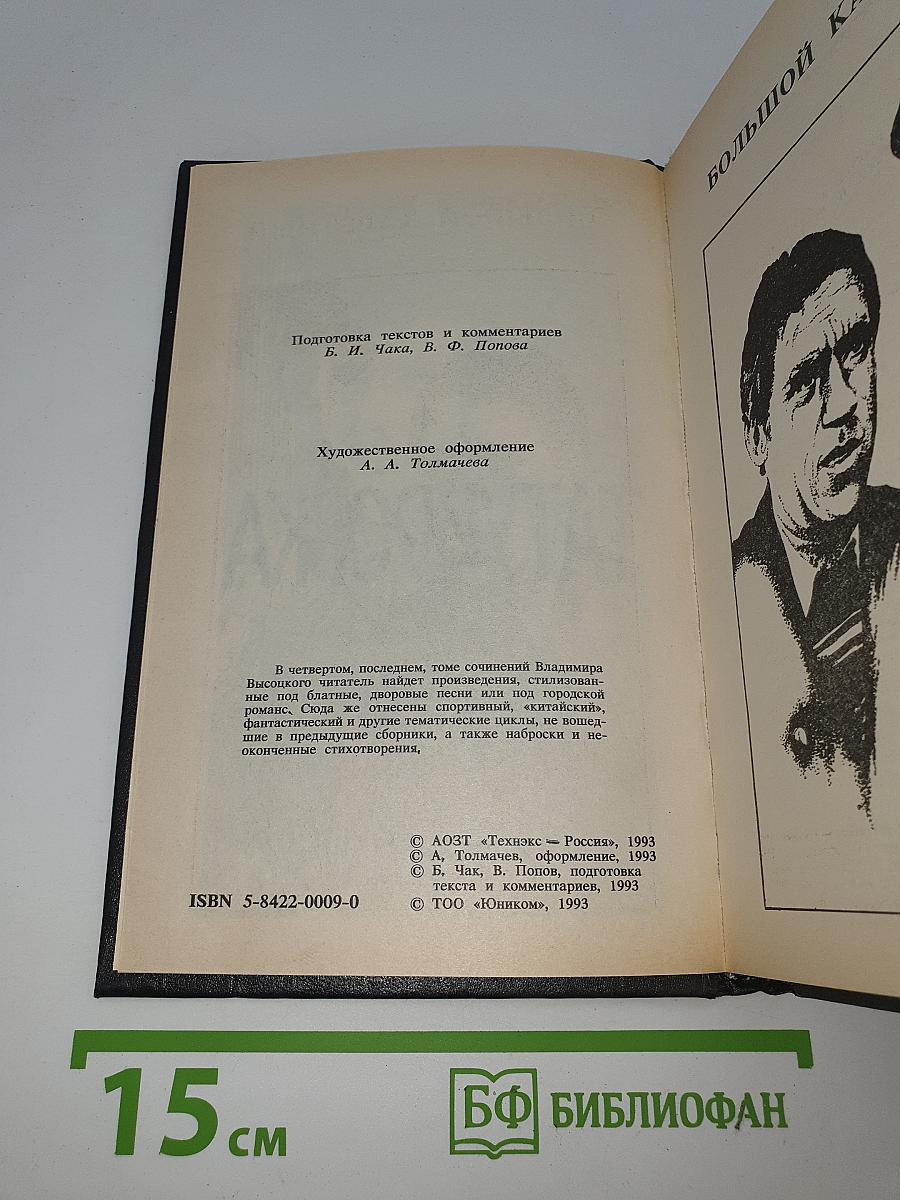 Подготовка текстов и комментариев
Б. И. Чака, В. Ф. Попова
Художественное оформление
А. А. Толмачева
В четвертом, последнем, томе сочинений Владимира
Высоцкого читатель найдет произведения, стилизован-
ные под блатные, дворовые песни или под городской
романс. Сюда же отнесены спортивный, «китайский»,
фантастический и другие тематические циклы, не вошед-
шие в предыдущие сборники, а также наброски и не-
оконченные стихотворения.
© АОЗТ «Технэкс — Россия», 1993
© А, Толмачев, оформление, 1993
© Б. Чак, В. Попов, подготовка
текста и комментариев, 1993
ISBN 5-8422-0009-0
© ТОО «Юником», 1993
БОЛЬШОЙ
15 см
БФ БИБЛИОФАН